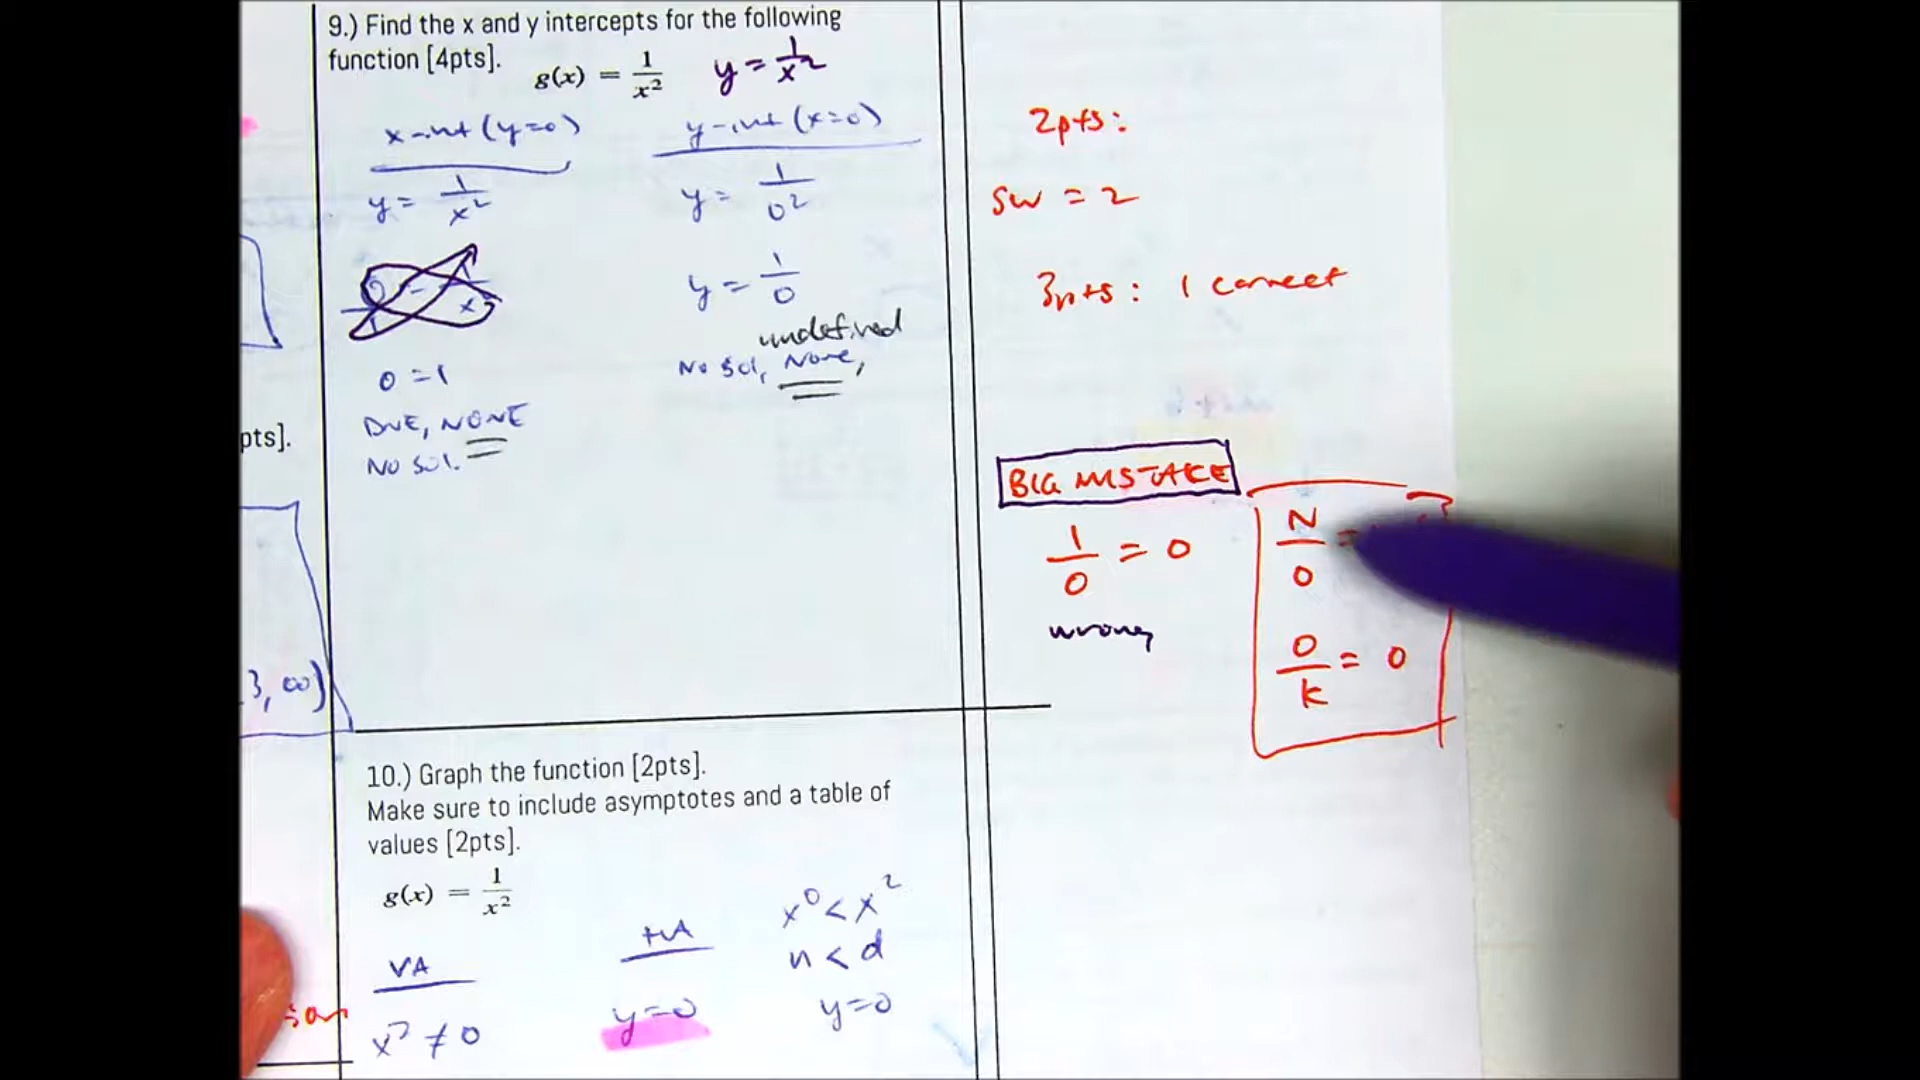 9.) Find the x and y intercepts for the following
function [4pts].
g(x) = 1/x²
y = 1/x²
x-int (y=0)
y = 1/x²
0 = 1
DNE, NONE
No sol.
y-int (x=0)
y = 1/0²
y = 1/0
undefined
No sol, None,
2pts:
SW = 2
3pts: 1 correct
BIG MISTAKE
1/0 = 0
wrong
N/0 =
0/k = 0
pts].
3, ∞)
10.) Graph the function [2pts].
Make sure to include asymptotes and a table of
values [2pts].
g(x) = 1/x²
VA
x² ≠ 0
HA
y=0
x⁰ < x²
n < d
y=0